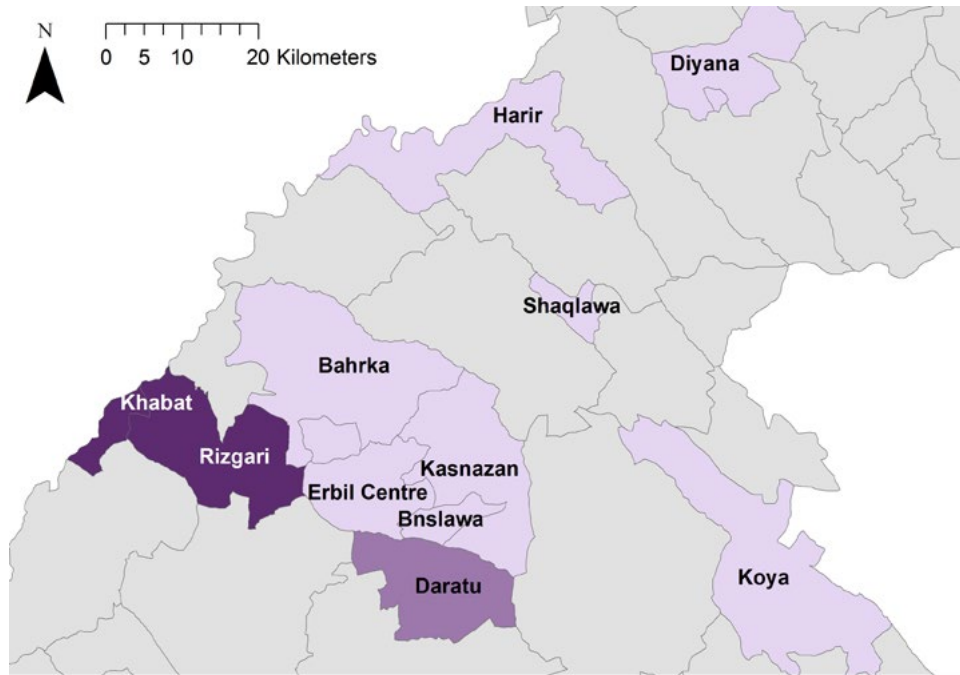 N
0 5 10 20 Kilometers
Diyana
Harir
Shaqlawa
Bahrka
Khabat
Rizgari
Kasnazan
Erbil Centre
Bnslawa
Koya
Daratu